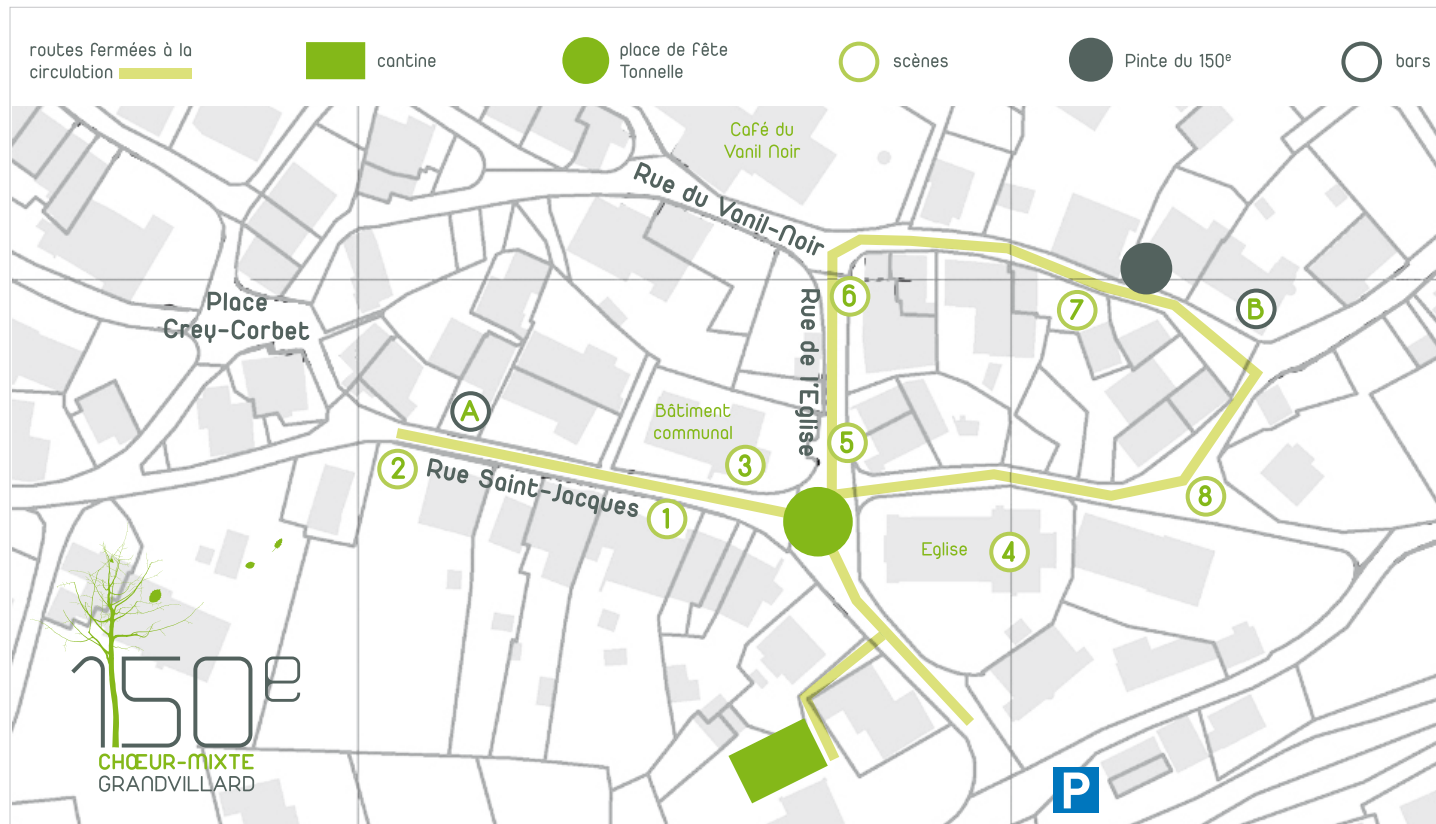 routes fermées à la
circulation
cantine
place de fête
Tonnelle
scènes
Pinte du 150e
bars
Café du
Vanil Noir
Rue du Vanil-Noir
Place
Crey-Corbet
Rue de l'Eglise
6
7
B
A
Bâtiment
communal
3
5
2
Rue Saint-Jacques
1
8
Eglise
4
150e
CHŒUR-MIXTE
GRANDVILLARD
P